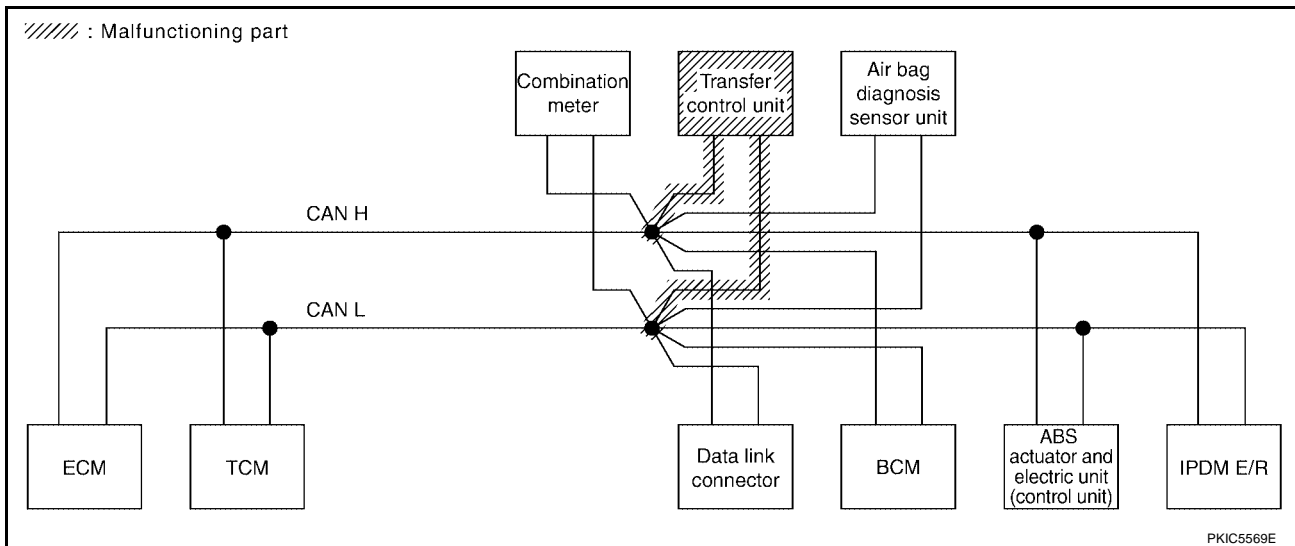 : Malfunctioning part
Combination
meter
Transfer
control unit
Air bag
diagnosis
sensor unit
CAN H
CAN L
ECM
TCM
Data link
connector
BCM
ABS
actuator and
electric unit
(control unit)
IPDM E/R
PKIC5569E